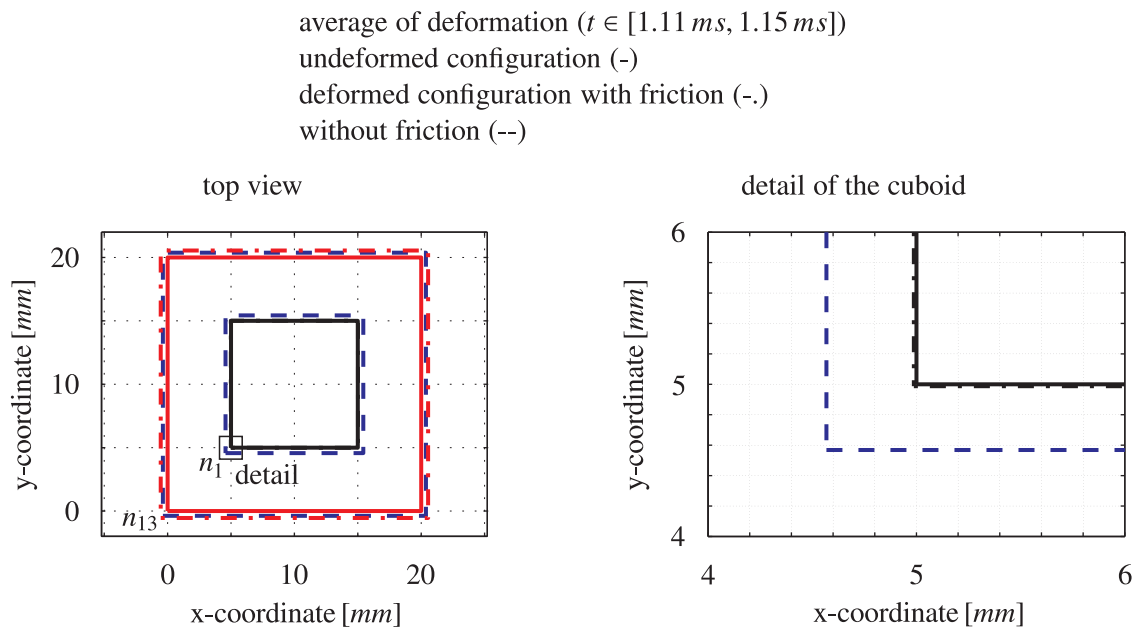 average of deformation (t ∈ [1.11 ms, 1.15 ms])
undeformed configuration (-)
deformed configuration with friction (-.)
without friction (--)
top view
20
10
0
y-coordinate [mm]
n₁ detail
n₁₃
0 10 20
x-coordinate [mm]
detail of the cuboid
6
5
4
y-coordinate [mm]
4 5 6
x-coordinate [mm]